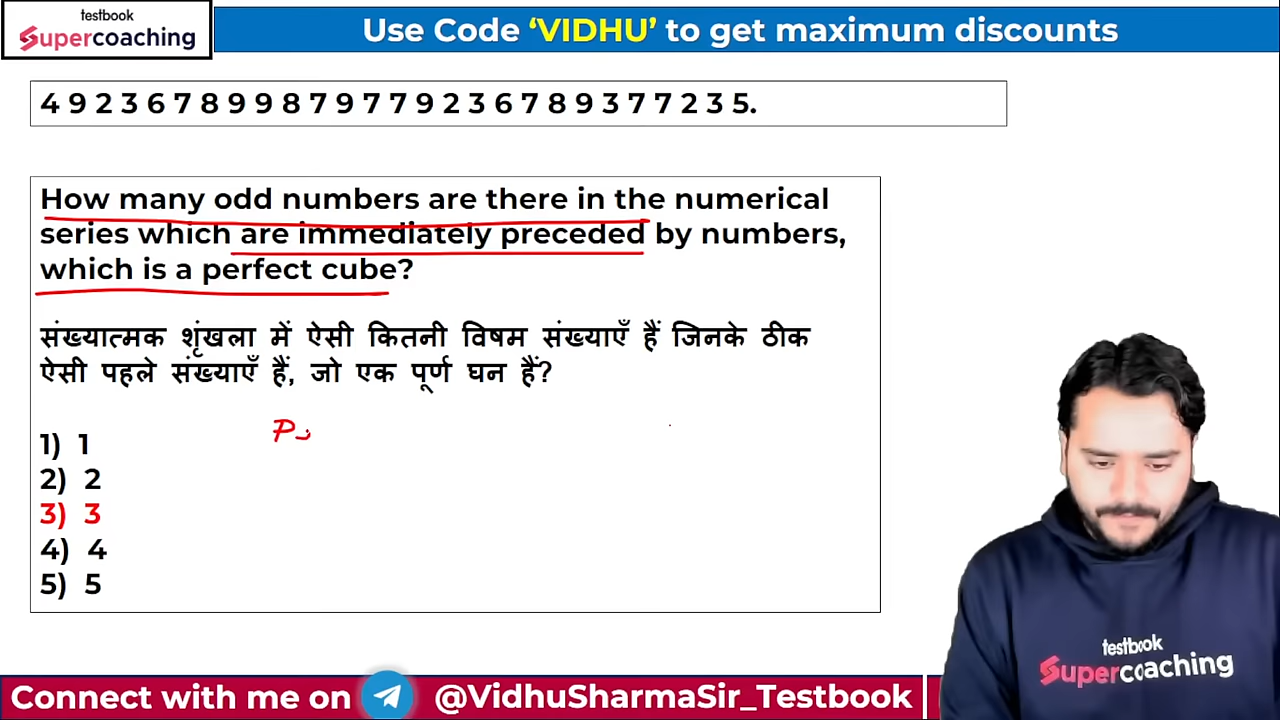 testbook
Supercoaching
Use Code ‘VIDHU’ to get maximum discounts
4 9 2 3 6 7 8 9 9 8 7 9 7 7 9 2 3 6 7 8 9 3 7 7 2 3 5.
How many odd numbers are there in the numerical
series which are immediately preceded by numbers,
which is a perfect cube?
संख्यात्मक शृंखला में ऐसी कितनी विषम संख्याएँ हैं जिनके ठीक
ऐसी पहले संख्याएँ हैं, जो एक पूर्ण घन हैं?
1) 1
2) 2
3) 3
4) 4
5) 5
testbook
Supercoaching
Connect with me on @VidhuSharmaSir_Testbook